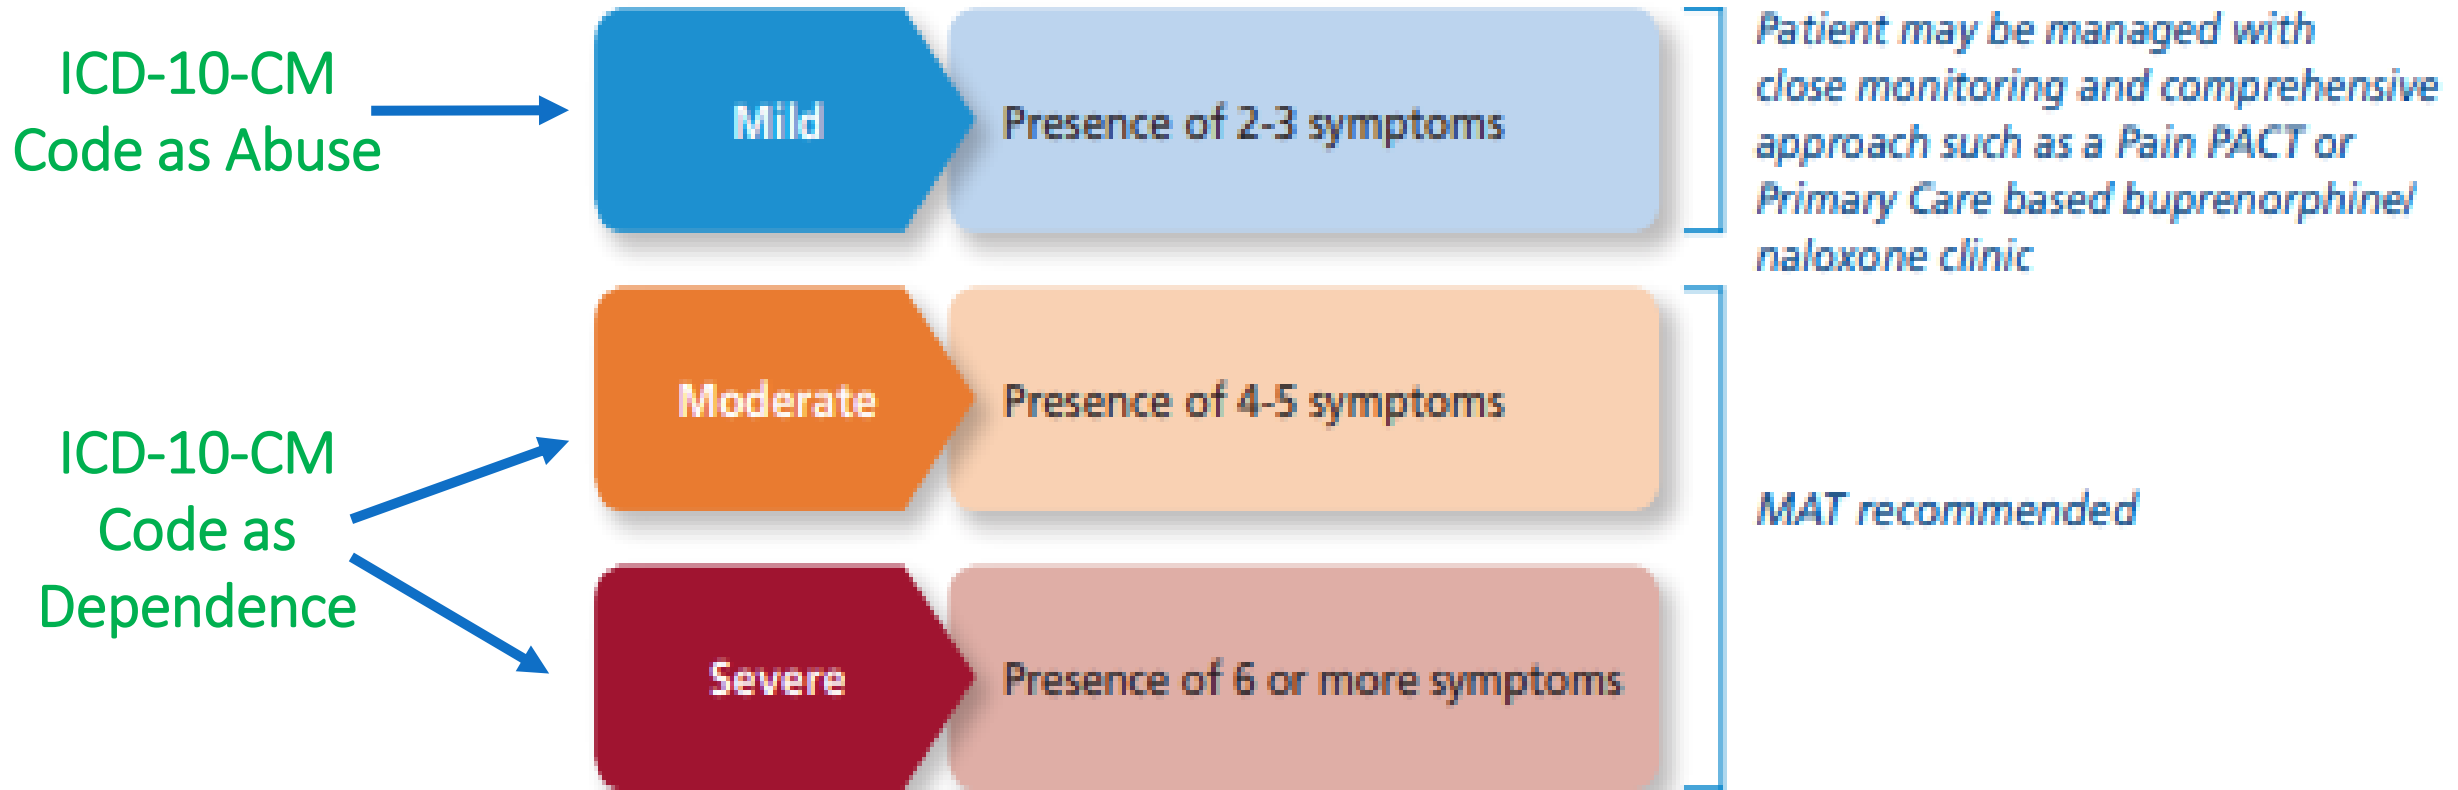 ICD-10-CM
Code as Abuse
Mild
Presence of 2-3 symptoms
Patient may be managed with
close monitoring and comprehensive
approach such as a Pain PACT or
Primary Care based buprenorphine/
naloxone clinic
ICD-10-CM
Code as
Dependence
Moderate
Presence of 4-5 symptoms
Severe
Presence of 6 or more symptoms
MAT recommended